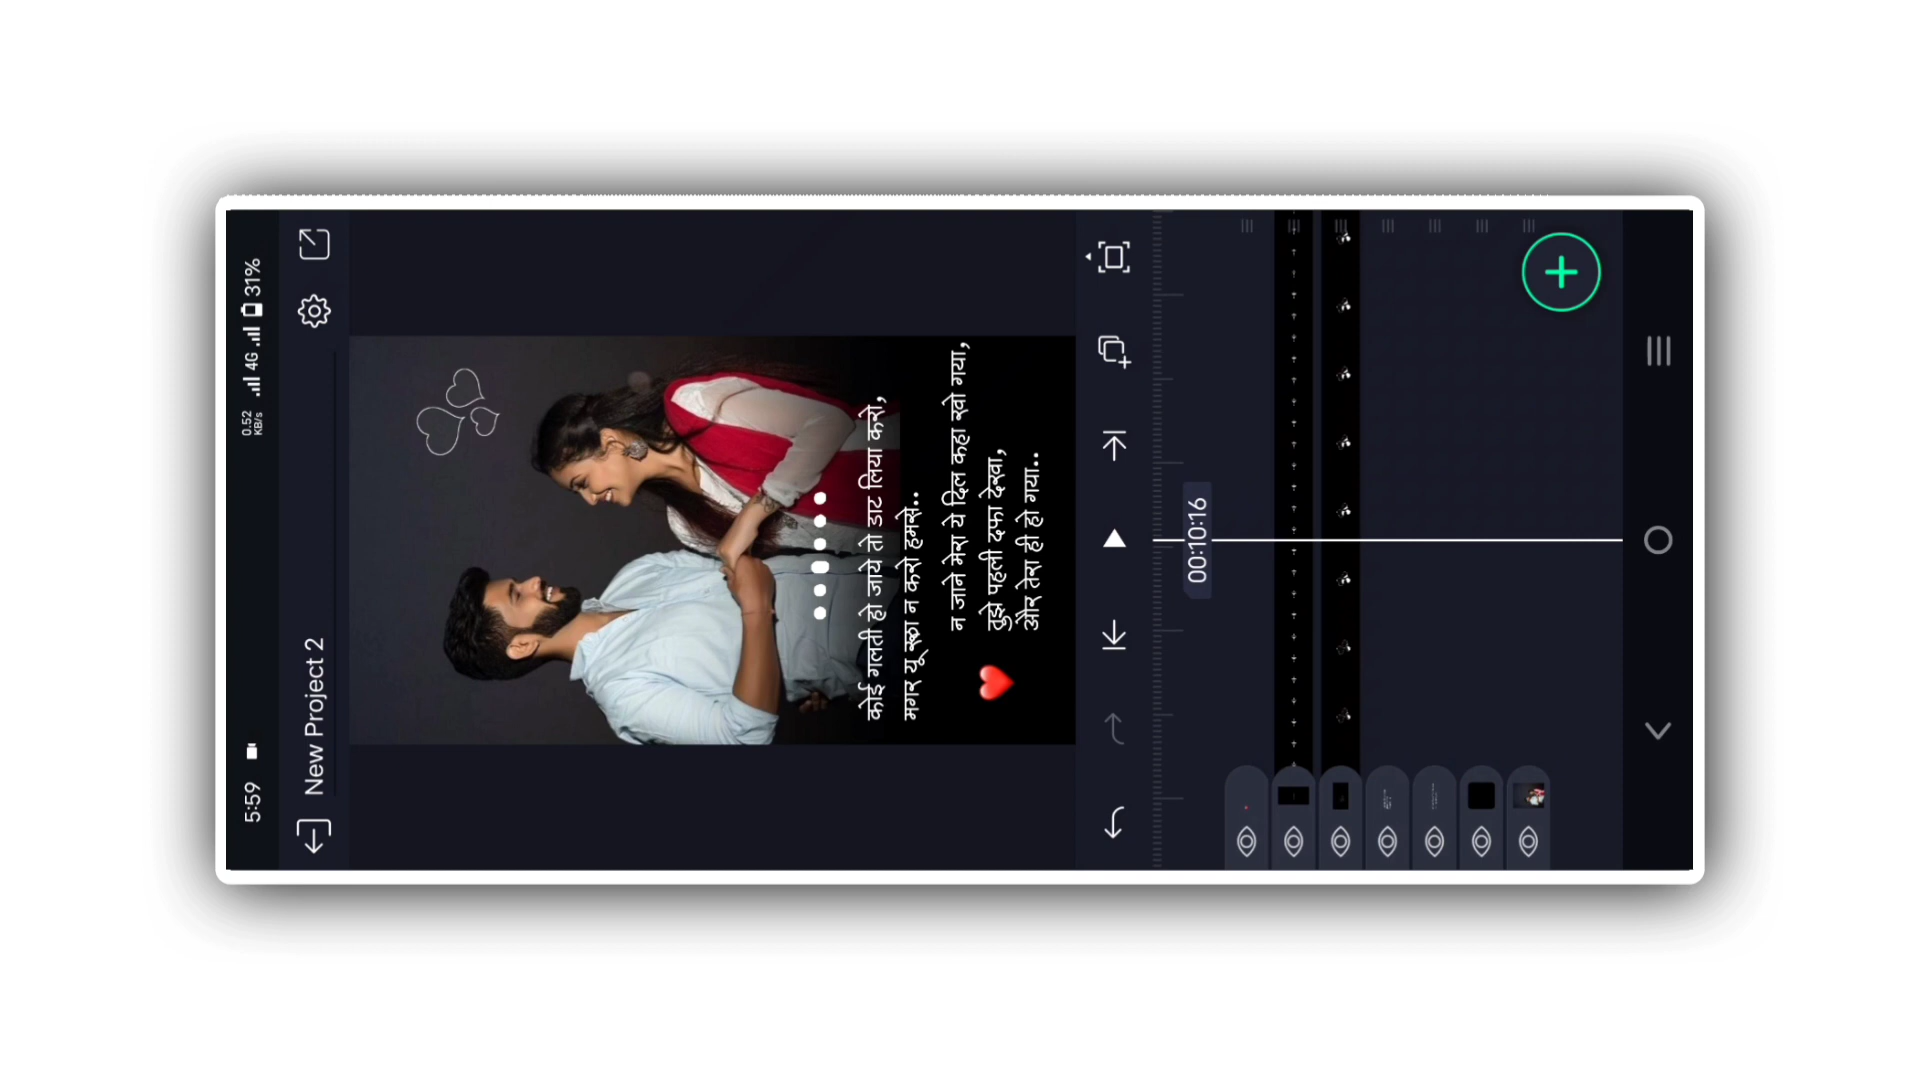 5:59
0.52
KB/s
4G
31%
New Project 2
कोई गलती हो जाये तो डाट लिया करो,
मगर यू रूठा न करो हमसे..
न जाने मेरा ये दिल कहा खो गया,
तुझे पहली दफा देखा,
और तेरा ही हो गया..
00:10:16